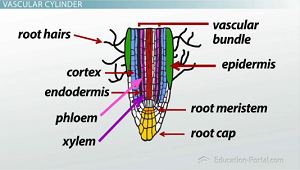 VASCULAR CYLINDER
root hairs
vascular
bundle
cortex
epidermis
endodermis
phloem
root meristem
xylem
root cap
Education-Portal.com